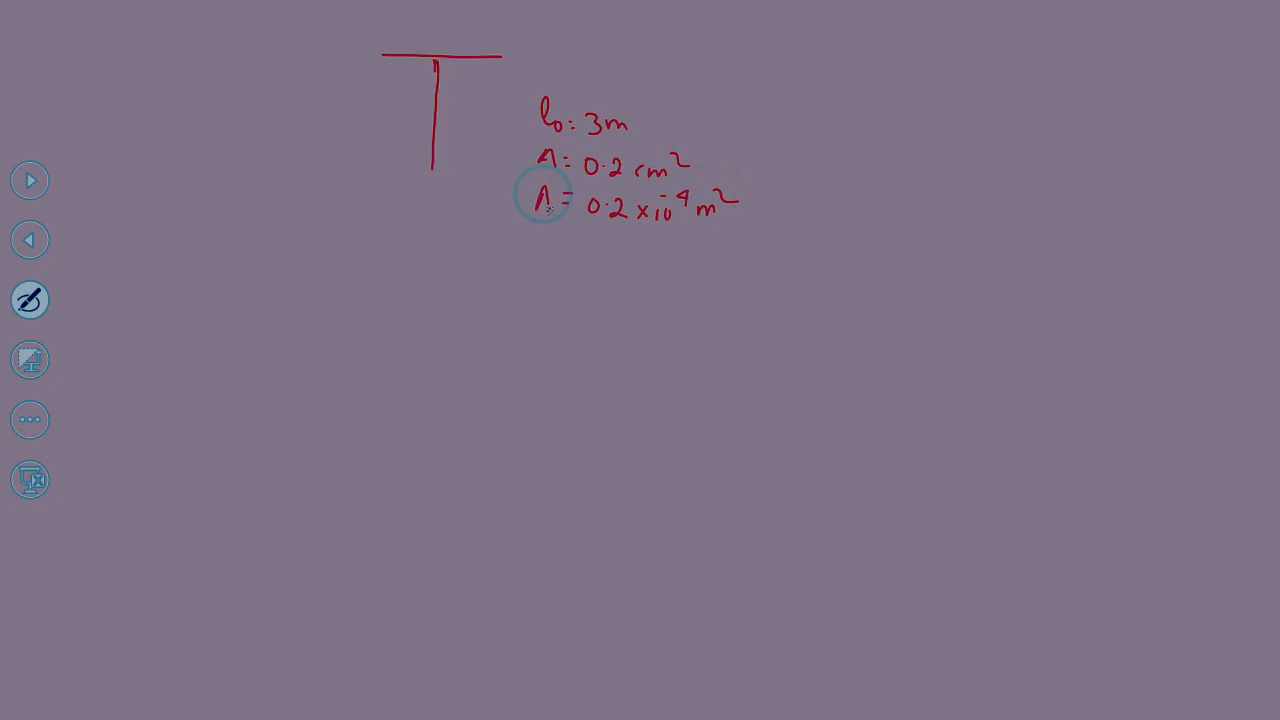 l₀ = 3m
A = 0.2 cm²
A = 0.2 × 10⁻⁴ m²